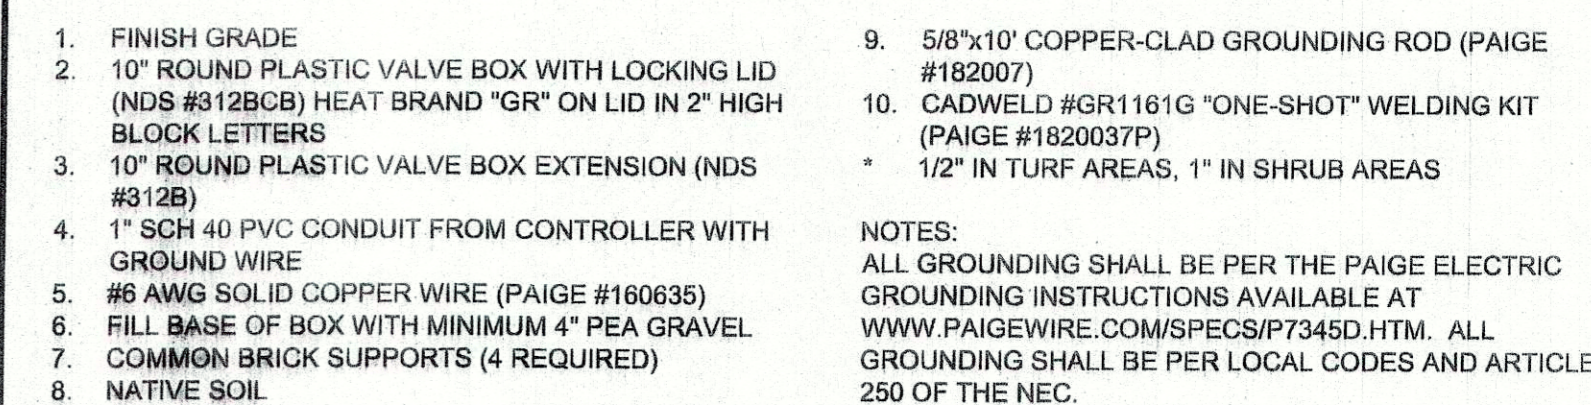 1. FINISH GRADE
2. 10" ROUND PLASTIC VALVE BOX WITH LOCKING LID
(NDS #312BCB) HEAT BRAND "GR" ON LID IN 2" HIGH
BLOCK LETTERS
3. 10" ROUND PLASTIC VALVE BOX EXTENSION (NDS
#312B)
4. 1" SCH 40 PVC CONDUIT FROM CONTROLLER WITH
GROUND WIRE
5. #6 AWG SOLID COPPER WIRE (PAIGE #160635)
6. FILL BASE OF BOX WITH MINIMUM 4" PEA GRAVEL
7. COMMON BRICK SUPPORTS (4 REQUIRED)
8. NATIVE SOIL
9. 5/8"x10' COPPER-CLAD GROUNDING ROD (PAIGE
#182007)
10. CADWELD #GR1161G "ONE-SHOT" WELDING KIT
(PAIGE #1820037P)
* 1/2" IN TURF AREAS, 1" IN SHRUB AREAS
NOTES:
ALL GROUNDING SHALL BE PER THE PAIGE ELECTRIC
GROUNDING INSTRUCTIONS AVAILABLE AT
WWW.PAIGEWIRE.COM/SPECS/P7345D.HTM. ALL
GROUNDING SHALL BE PER LOCAL CODES AND ARTICLE
250 OF THE NEC.